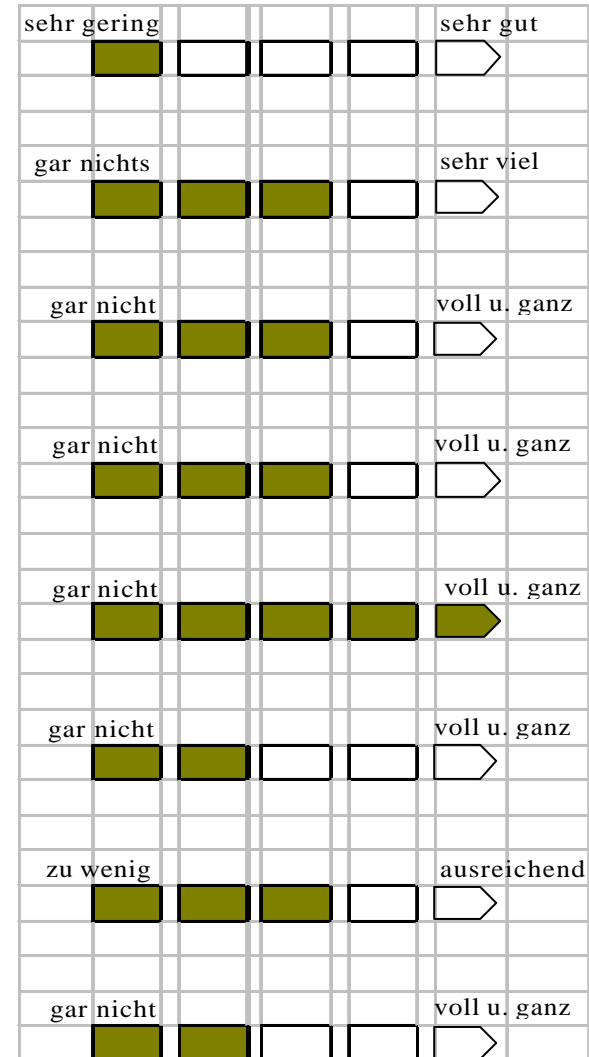 sehr gering sehr gut
gar nichts sehr viel
gar nicht voll u. ganz
gar nicht voll u. ganz
gar nicht voll u. ganz
gar nicht voll u. ganz
zu wenig ausreichend
gar nicht voll u. ganz